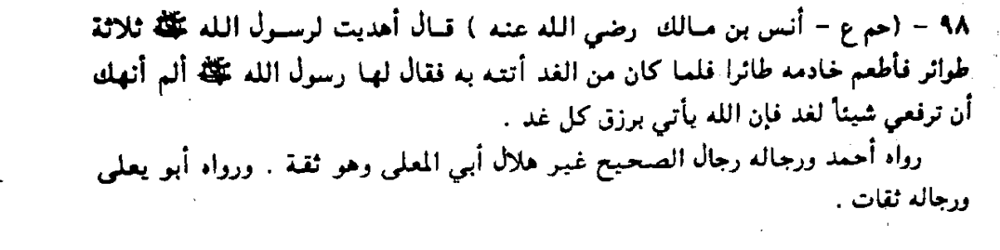 ٩٨ – (حم ع – أنس بن مـالك رضي الله عنه ) قـال أهديت لرسـول الله ﷺ ثلاثة
طوائر فأطعم خادمه طائرا فلما كان من الغد أتته به فقال لها رسول الله ﷺ ألم أنهك
أن ترفعي شيئاً لغد فإن الله يأتي برزق كل غد .
رواه أحمد ورجاله رجال الصحيح غير هلال أبي المعلى وهو ثقة . ورواه أبو يعلى
ورجاله ثقات .